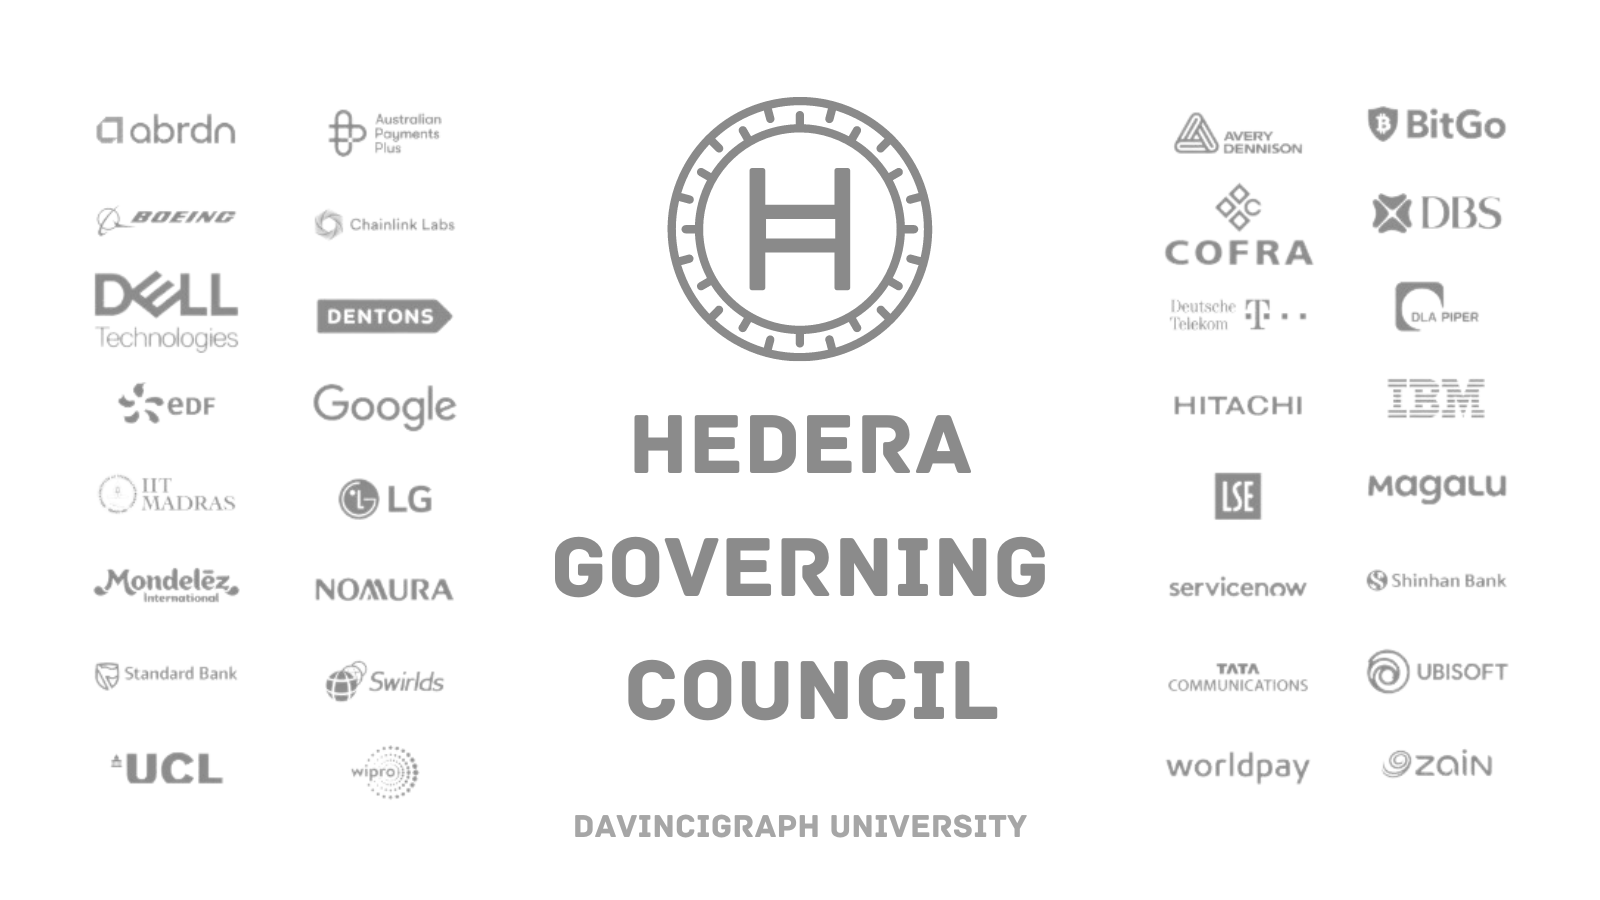 abrdn
Australian
Payments
Plus
BOEING
Chainlink Labs
DELL
Technologies
DENTONS
eDF
Google
IIT
MADRAS
LG
Mondelēz
International
NOMURA
Standard Bank
Swirlds
UCL
wipro
H
HEDERA
GOVERNING
COUNCIL
DAVINCIGRAPH UNIVERSITY
AVERY
DENNISON
BitGo
C
COFRA
DBS
Deutsche
Telekom
T
DLA PIPER
HITACHI
IBM
LSE
magalu
servicenow
Shinhan Bank
TATA
COMMUNICATIONS
UBISOFT
worldpay
zain